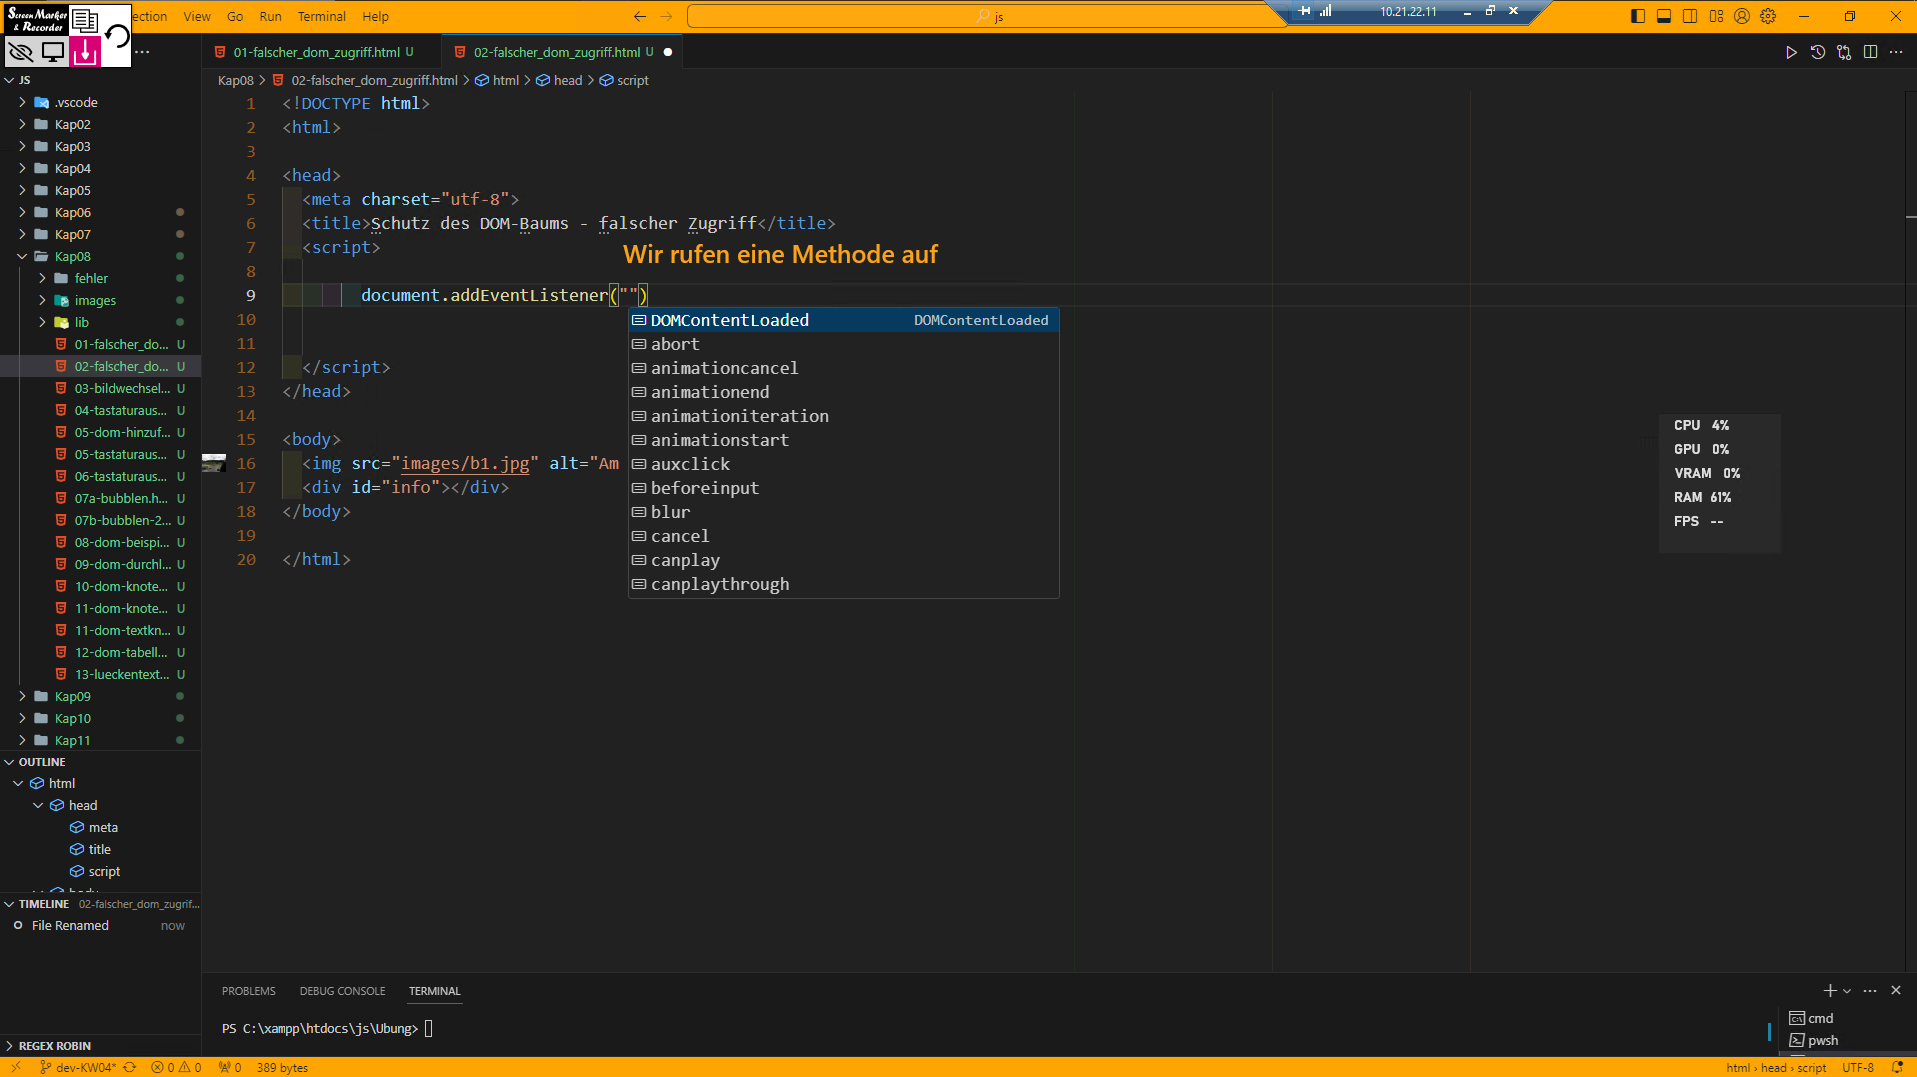 Screen Marker
& Recorder
ection View Go Run Terminal Help
js
10.21.22.11
JS
.vscode
Kap02
Kap03
Kap04
Kap05
Kap06
Kap07
Kap08
fehler
images
lib
01-falscher_do... U
02-falscher_do... U
03-bildwechsel... U
04-tastaturaus... U
05-dom-hinzuf... U
05-tastaturaus... U
06-tastaturaus... U
07a-bubblen.h... U
07b-bubblen-2... U
08-dom-beispi... U
09-dom-durchl... U
10-dom-knote... U
11-dom-knote... U
11-dom-textkn... U
12-dom-tabell... U
13-lueckentext... U
Kap09
Kap10
Kap11
OUTLINE
html
head
meta
title
script
TIMELINE 02-falscher_dom_zugrif...
File Renamed now
REGEX ROBIN
01-falscher_dom_zugriff.html U
02-falscher_dom_zugriff.html U
Kap08 > 02-falscher_dom_zugriff.html > html > head > script
1 <!DOCTYPE html>
2 <html>
3
4 <head>
5 <meta charset="utf-8">
6 <title>Schutz des DOM-Baums - falscher Zugriff</title>
7 <script>
Wir rufen eine Methode auf
8
9 document.addEventListener("")
10
11
12 </script>
13 </head>
14
15 <body>
16 <img src="images/b1.jpg" alt="Am
17 <div id="info"></div>
18 </body>
19
20 </html>
DOMContentLoaded DOMContentLoaded
abort
animationcancel
animationend
animationiteration
animationstart
auxclick
beforeinput
blur
cancel
canplay
canplaythrough
CPU 4%
GPU 0%
VRAM 0%
RAM 61%
FPS --
PROBLEMS DEBUG CONSOLE TERMINAL
PS C:\xampp\htdocs\js\Ubung>
cmd
pwsh
dev-KW04* 0 0 0 389 bytes
html > head > script UTF-8